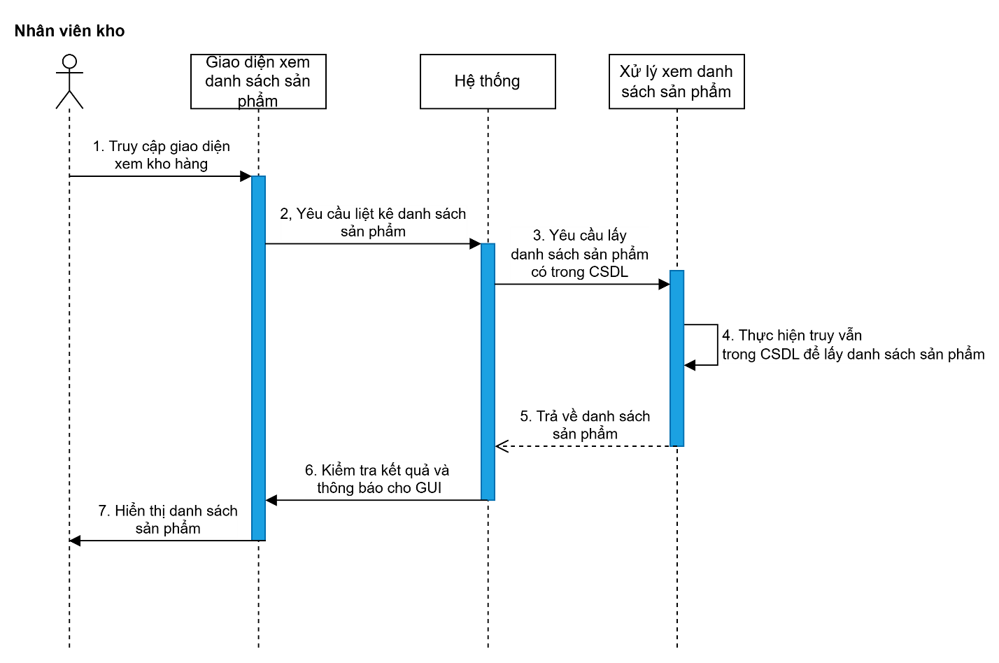 Nhân viên kho
Giao diện xem
danh sách sản
phẩm
Hệ thống
Xử lý xem danh
sách sản phẩm
1. Truy cập giao diện
xem kho hàng
2, Yêu cầu liệt kê danh sách
sản phẩm
3. Yêu cầu lấy
danh sách sản phẩm
có trong CSDL
4. Thực hiện truy vẫn
trong CSDL để lấy danh sách sản phẩm
5. Trả về danh sách
sản phẩm
6. Kiểm tra kết quả và
thông báo cho GUI
7. Hiển thị danh sách
sản phẩm